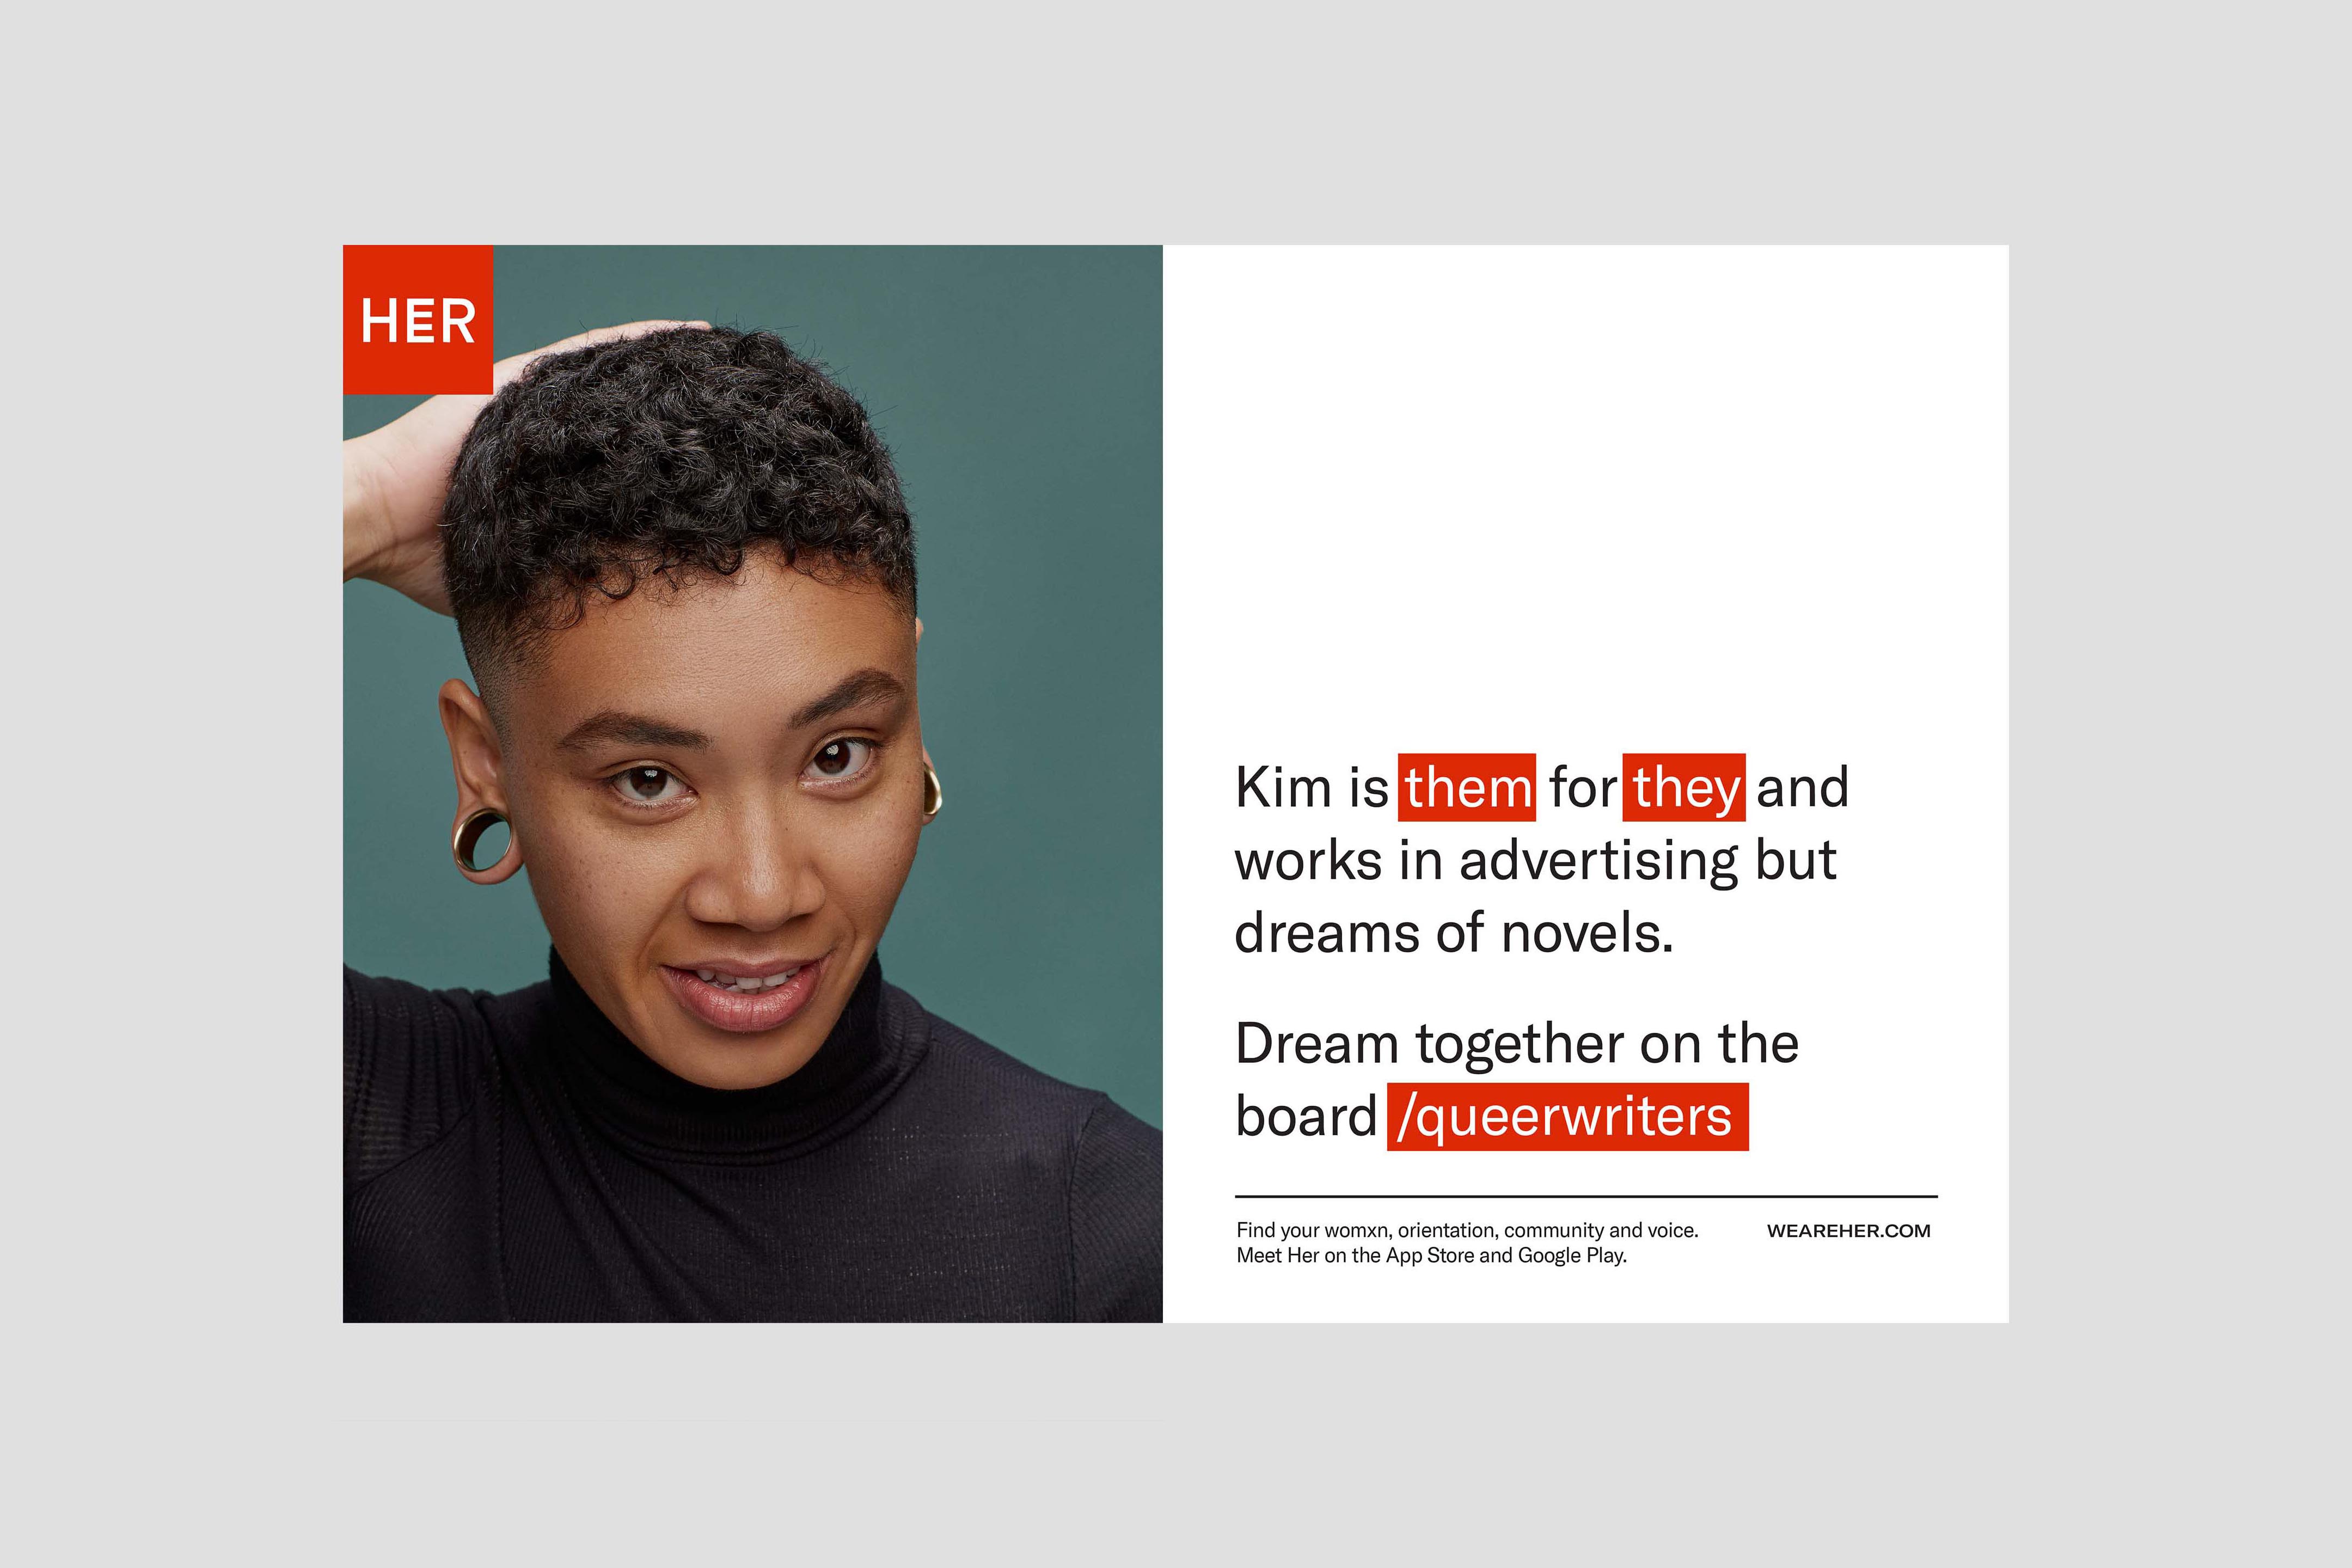 HER
Kim is them for they and
works in advertising but
dreams of novels.
Dream together on the
board /queerwriters
Find your womxn, orientation, community and voice.
Meet Her on the App Store and Google Play.
WEAREHER.COM